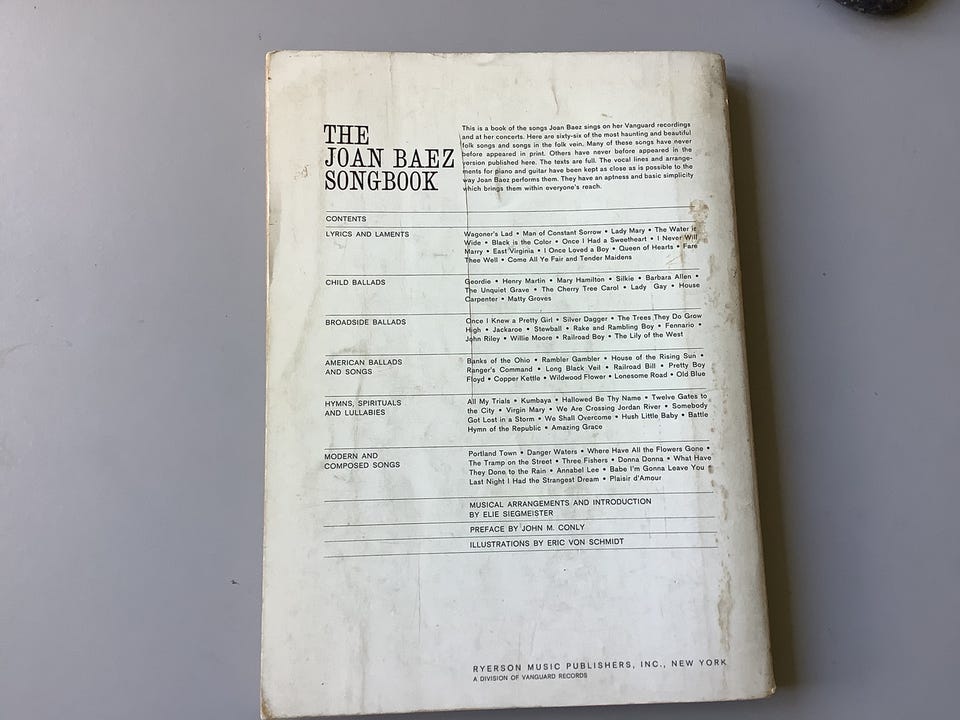 THE
JOAN BAEZ
SONGBOOK
This is a book of the songs Joan Baez sings on her Vanguard recordings
and at her concerts. Here are sixty-six of the most haunting and beautiful
folk songs and songs in the folk vein. Many of these songs have never
before appeared in print. Others have never before appeared in the
version published here. The texts are full. The vocal lines and arrange-
ments for piano and guitar have been kept as close as is possible to the
way Joan Baez performs them. They have an aptness and basic simplicity
which brings them within everyone's reach.
CONTENTS
LYRICS AND LAMENTS
Wagoner's Lad • Man of Constant Sorrow • Lady Mary • The Water is
Wide • Black is the Color • Once I Had a Sweetheart • I Never Will
Marry • East Virginia • I Once Loved a Boy • Queen of Hearts • Fare
Thee Well • Come All Ye Fair and Tender Maidens
CHILD BALLADS
Geordie • Henry Martin • Mary Hamilton • Silkie • Barbara Allen •
The Unquiet Grave • The Cherry Tree Carol • Lady Gay • House
Carpenter • Matty Groves
BROADSIDE BALLADS
Once I Knew a Pretty Girl • Silver Dagger • The Trees They Do Grow
High • Jackaroe • Stewball • Rake and Rambling Boy • Fennario •
John Riley • Willie Moore • Railroad Boy • The Lily of the West
AMERICAN BALLADS
AND SONGS
Banks of the Ohio • Rambler Gambler • House of the Rising Sun •
Ranger's Command • Long Black Veil • Railroad Bill • Pretty Boy
Floyd • Copper Kettle • Wildwood Flower • Lonesome Road • Old Blue
HYMNS, SPIRITUALS
AND LULLABIES
All My Trials • Kumbaya • Hallowed Be Thy Name • Twelve Gates to
the City • Virgin Mary • We Are Crossing Jordan River • Somebody
Got Lost in a Storm • We Shall Overcome • Hush Little Baby • Battle
Hymn of the Republic • Amazing Grace
MODERN AND
COMPOSED SONGS
Portland Town • Danger Waters • Where Have All the Flowers Gone •
The Tramp on the Street • Three Fishers • Donna Donna • What Have
They Done to the Rain • Annabel Lee • Babe I'm Gonna Leave You •
Last Night I Had the Strangest Dream • Plaisir d'Amour
MUSICAL ARRANGEMENTS AND INTRODUCTION
BY ELIE SIEGMEISTER
PREFACE BY JOHN M. CONLY
ILLUSTRATIONS BY ERIC VON SCHMIDT
RYERSON MUSIC PUBLISHERS, INC., NEW YORK
A DIVISION OF VANGUARD RECORDS